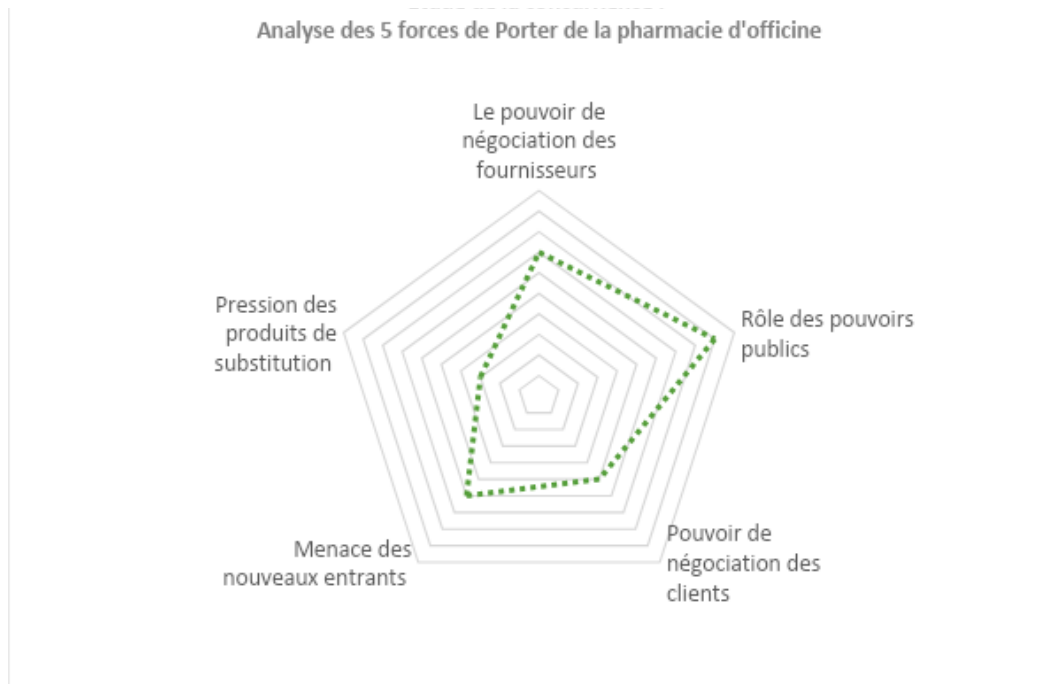 Analyse des 5 forces de Porter de la pharmacie d'officine
Le pouvoir de
négociation des
fournisseurs
Rôle des pouvoirs
publics
Pouvoir de
négociation des
clients
Menace des
nouveaux entrants
Pression des
produits de
substitution